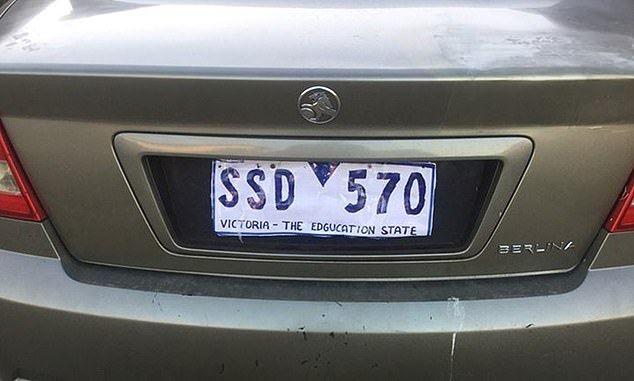 SSD 570
VICTORIA - THE EDGUCATION STATE
BERLINA